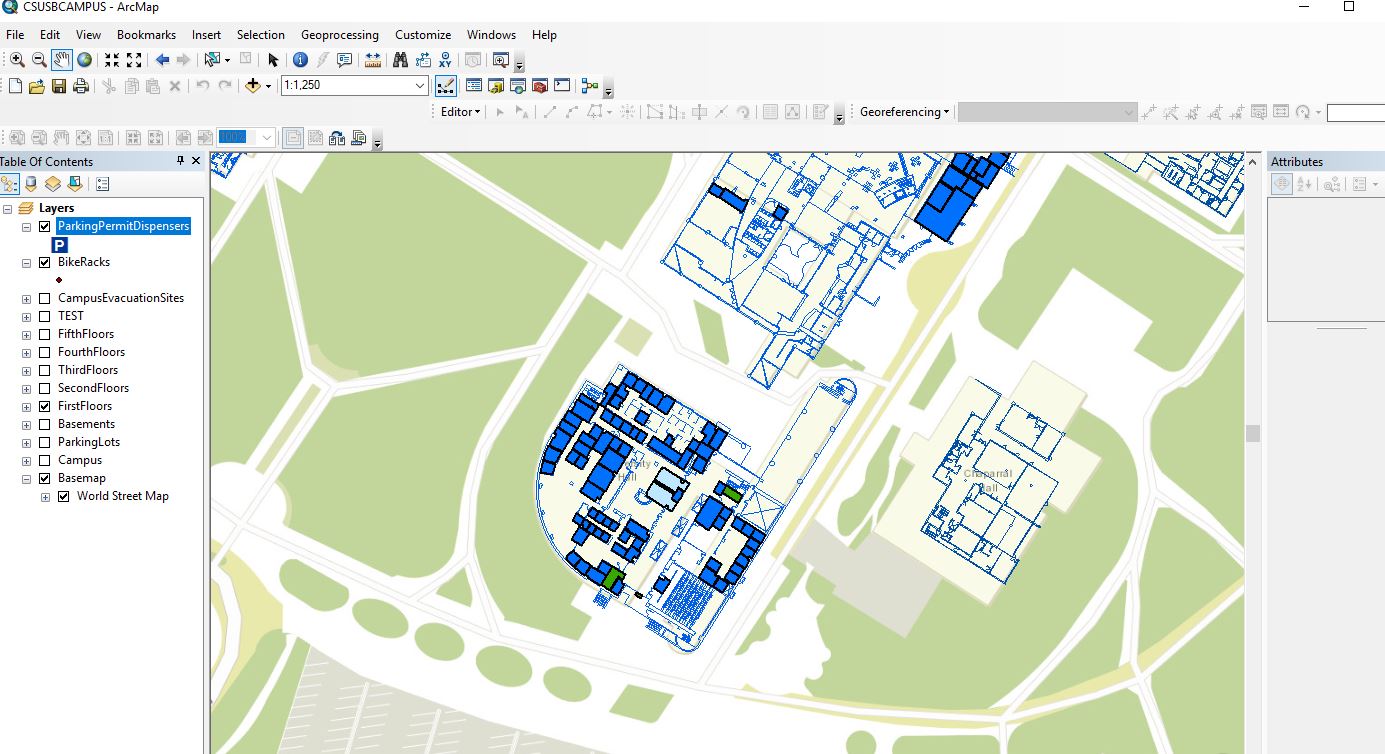 CSUSBCAMPUS - ArcMap
File Edit View Bookmarks Insert Selection Geoprocessing Customize Windows Help
1:1,250
Editor Georeferencing
100%
Table Of Contents
Attributes
Layers
ParkingPermitDispensers
P
BikeRacks
CampusEvacuationSites
TEST
FifthFloors
FourthFloors
ThirdFloors
SecondFloors
FirstFloors
Basements
ParkingLots
Campus
Basemap
World Street Map
Hall
Chaparral
Hall